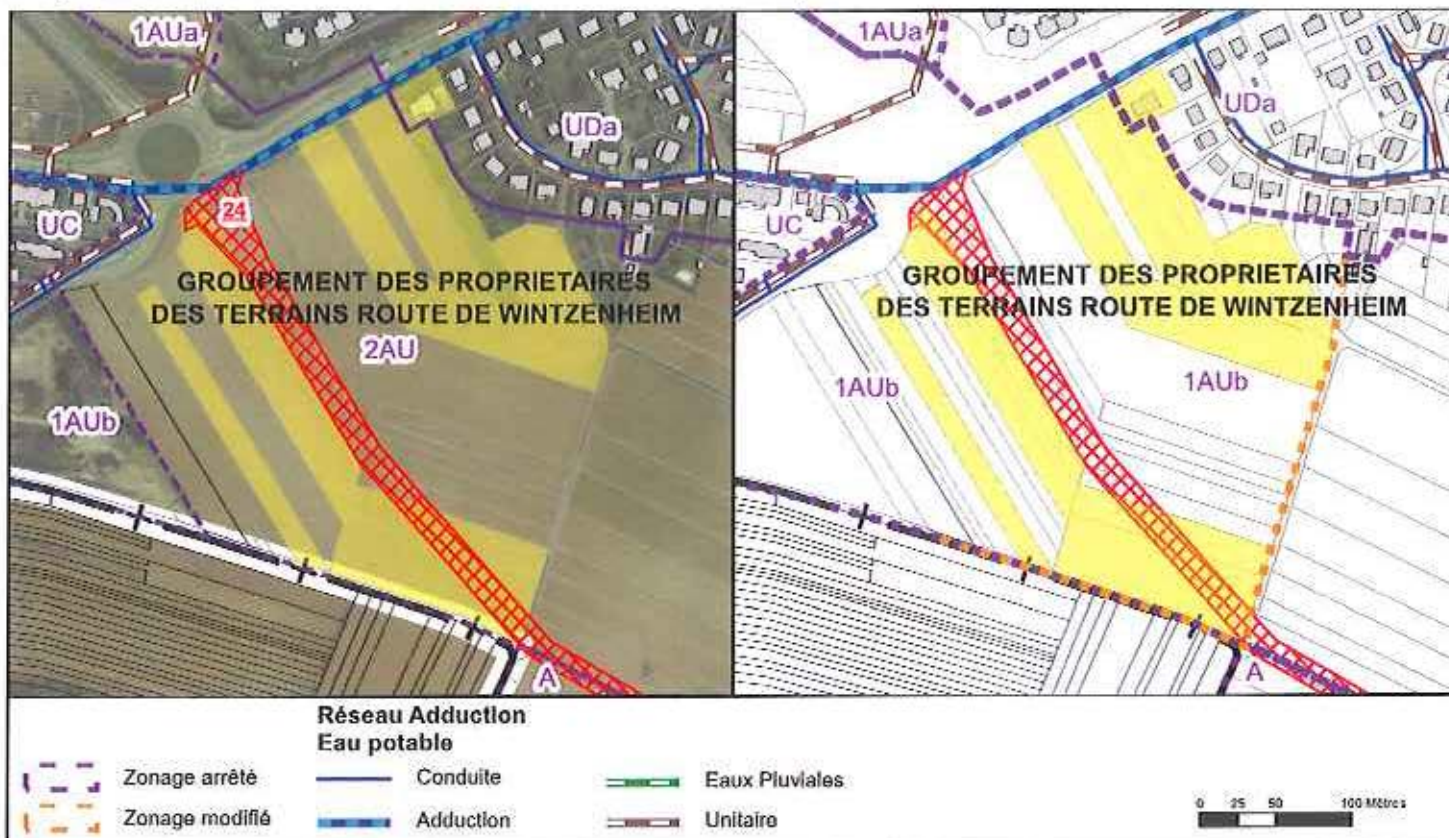 1AUa
UDa
UC
24
GROUPEMENT DES PROPRIETAIRES
DES TERRAINS ROUTE DE WINTZENHEIM
2AU
1AUb
A
1AUa
UDa
UC
GROUPEMENT DES PROPRIETAIRES
DES TERRAINS ROUTE DE WINTZENHEIM
1AUb
1AUb
A
Réseau Adduction
Eau potable
Zonage arrêté
Conduite
Eaux Pluviales
Zonage modifié
Adduction
Unitaire
0 25 50 100 Mètres